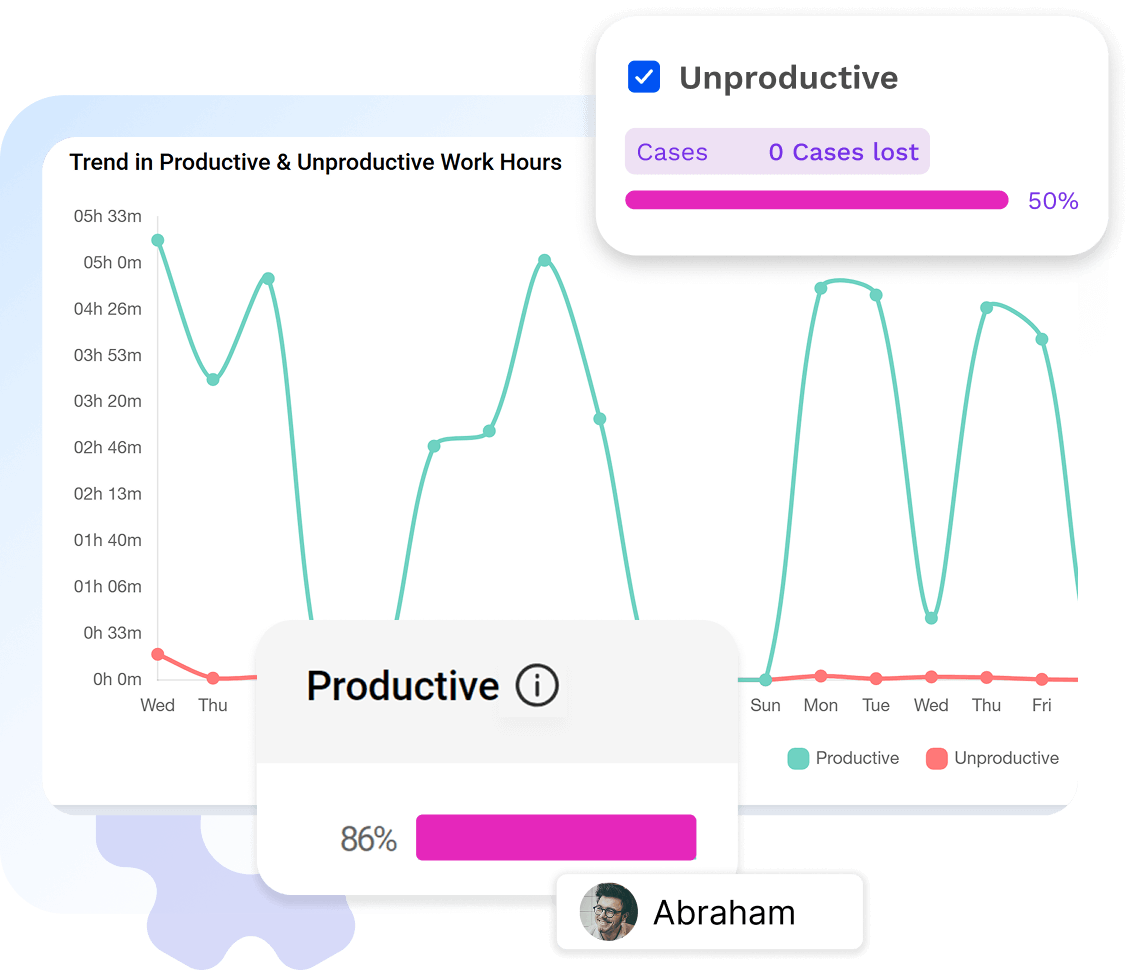 Unproductive
Cases 0 Cases lost
50%
Trend in Productive & Unproductive Work Hours
05h 33m
05h 0m
04h 26m
03h 53m
03h 20m
02h 46m
02h 13m
01h 40m
01h 06m
0h 33m
0h 0m
Wed Thu Sun Mon Tue Wed Thu Fri
Productive Unproductive
Productive i
86%
Abraham